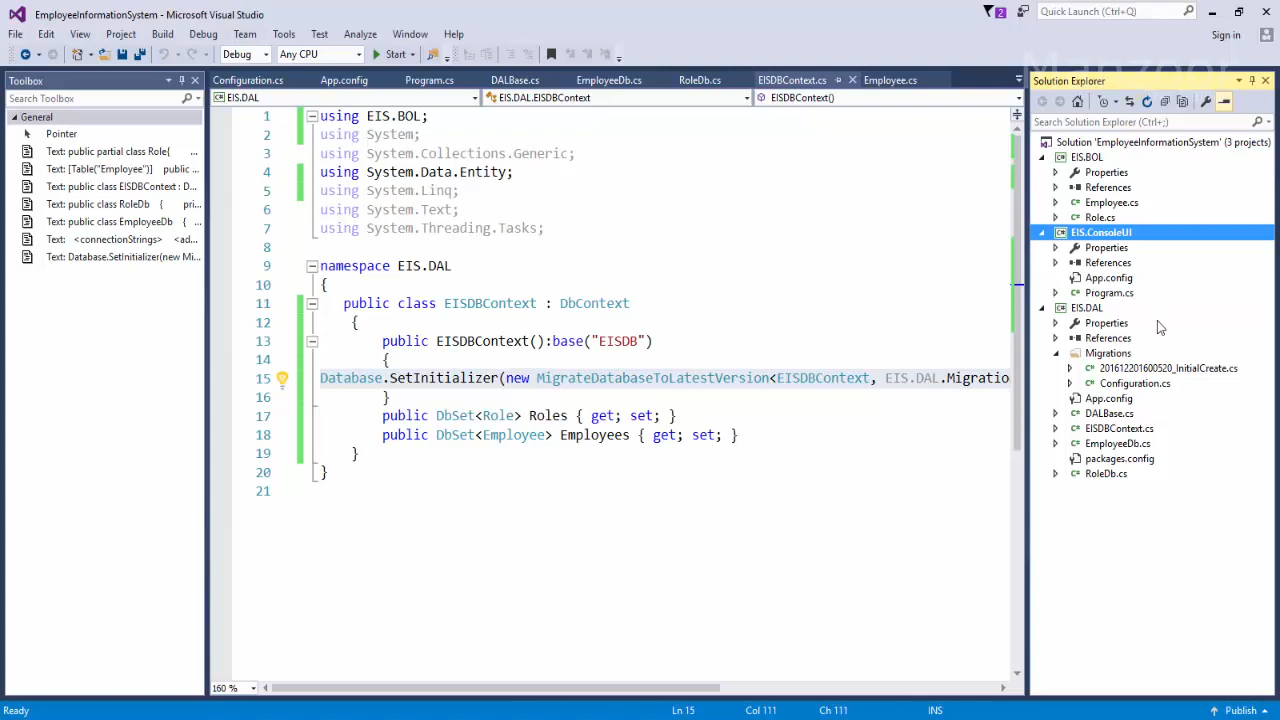 EmployeeInformationSystem - Microsoft Visual Studio
2
Quick Launch (Ctrl+Q)
File Edit View Project Build Debug Team Tools Test Analyze Window Help
Sign in
Debug Any CPU Start
Toolbox
Search Toolbox
General
Pointer
Text: public partial class Role{ ...
Text: [Table("Employee")] public ...
Text: public class EISDBContext : D...
Text: public class RoleDb { pri...
Text: public class EmployeeDb { ...
Text: <connectionStrings> <ad...
Text: Database.SetInitializer(new Mi...
Configuration.cs App.config Program.cs DALBase.cs EmployeeDb.cs RoleDb.cs EISDBContext.cs Employee.cs
EIS.DAL EIS.DAL.EISDBContext EISDBContext()
1 using EIS.BOL;
2 using System;
3 using System.Collections.Generic;
4 using System.Data.Entity;
5 using System.Linq;
6 using System.Text;
7 using System.Threading.Tasks;
8
9 namespace EIS.DAL
10 {
11 public class EISDBContext : DbContext
12 {
13 public EISDBContext():base("EISDB")
14 {
15 Database.SetInitializer(new MigrateDatabaseToLatestVersion<EISDBContext, EIS.DAL.Migratio
16 }
17 public DbSet<Role> Roles { get; set; }
18 public DbSet<Employee> Employees { get; set; }
19 }
20 }
21
160 %
Solution Explorer
Search Solution Explorer (Ctrl+;)
Solution 'EmployeeInformationSystem' (3 projects)
EIS.BOL
Properties
References
Employee.cs
Role.cs
EIS.ConsoleUI
Properties
References
App.config
Program.cs
EIS.DAL
Properties
References
Migrations
201612201600520_InitialCreate.cs
Configuration.cs
App.config
DALBase.cs
EISDBContext.cs
EmployeeDb.cs
packages.config
RoleDb.cs
Ready Ln 15 Col 111 Ch 111 INS Publish